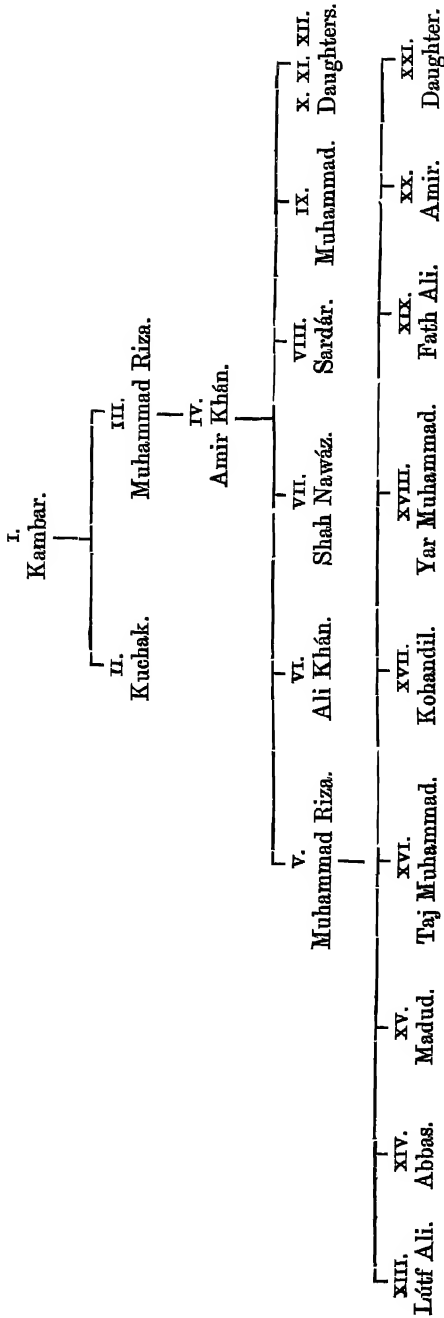 I.
Kambar.
II. III.
Kuchak. Muhammad Riza.
IV.
Amir Khán.
V. VI. VII. VIII. IX. X. XI. XII.
Muhammad Riza. Ali Khán. Shah Nawáz. Sardár. Muhammad. Daughters.
XIII. XIV. XV. XVI. XVII. XVIII. XIX. XX. XXI.
Lútf Ali. Abbas. Madud. Taj Muhammad. Kohandil. Yar Muhammad. Fath Ali. Amir. Daughter.